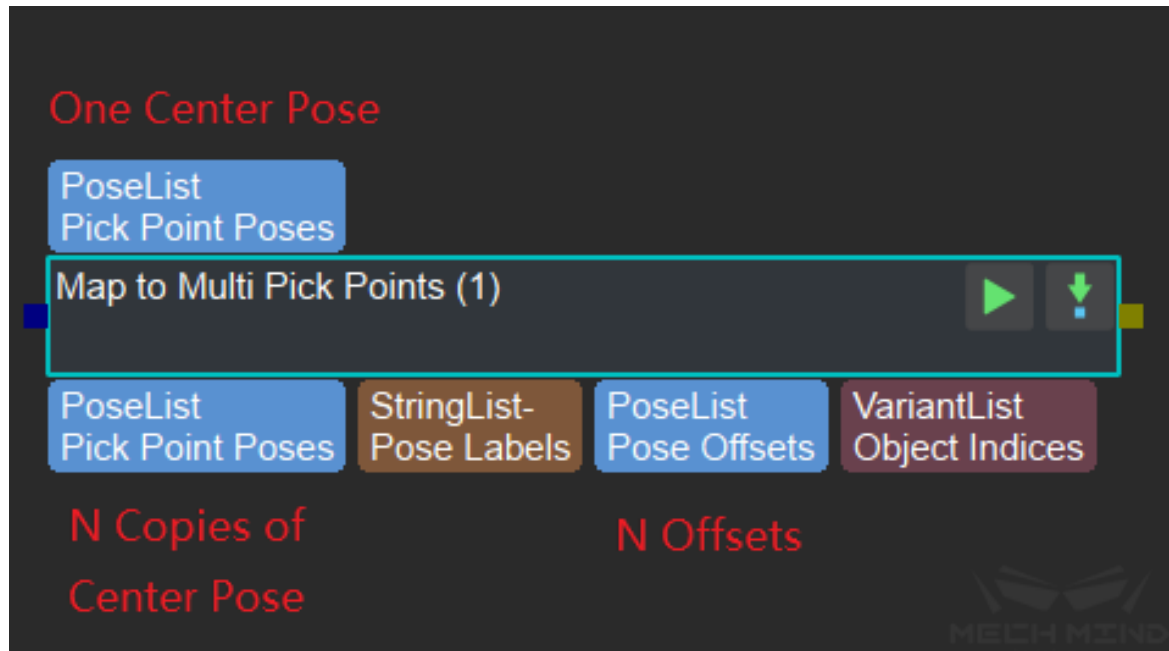 One Center Pose
PoseList
Pick Point Poses
Map to Multi Pick Points (1)
PoseList
Pick Point Poses
StringList-
Pose Labels
PoseList
Pose Offsets
VariantList
Object Indices
N Copies of
Center Pose
N Offsets
MECH MIND